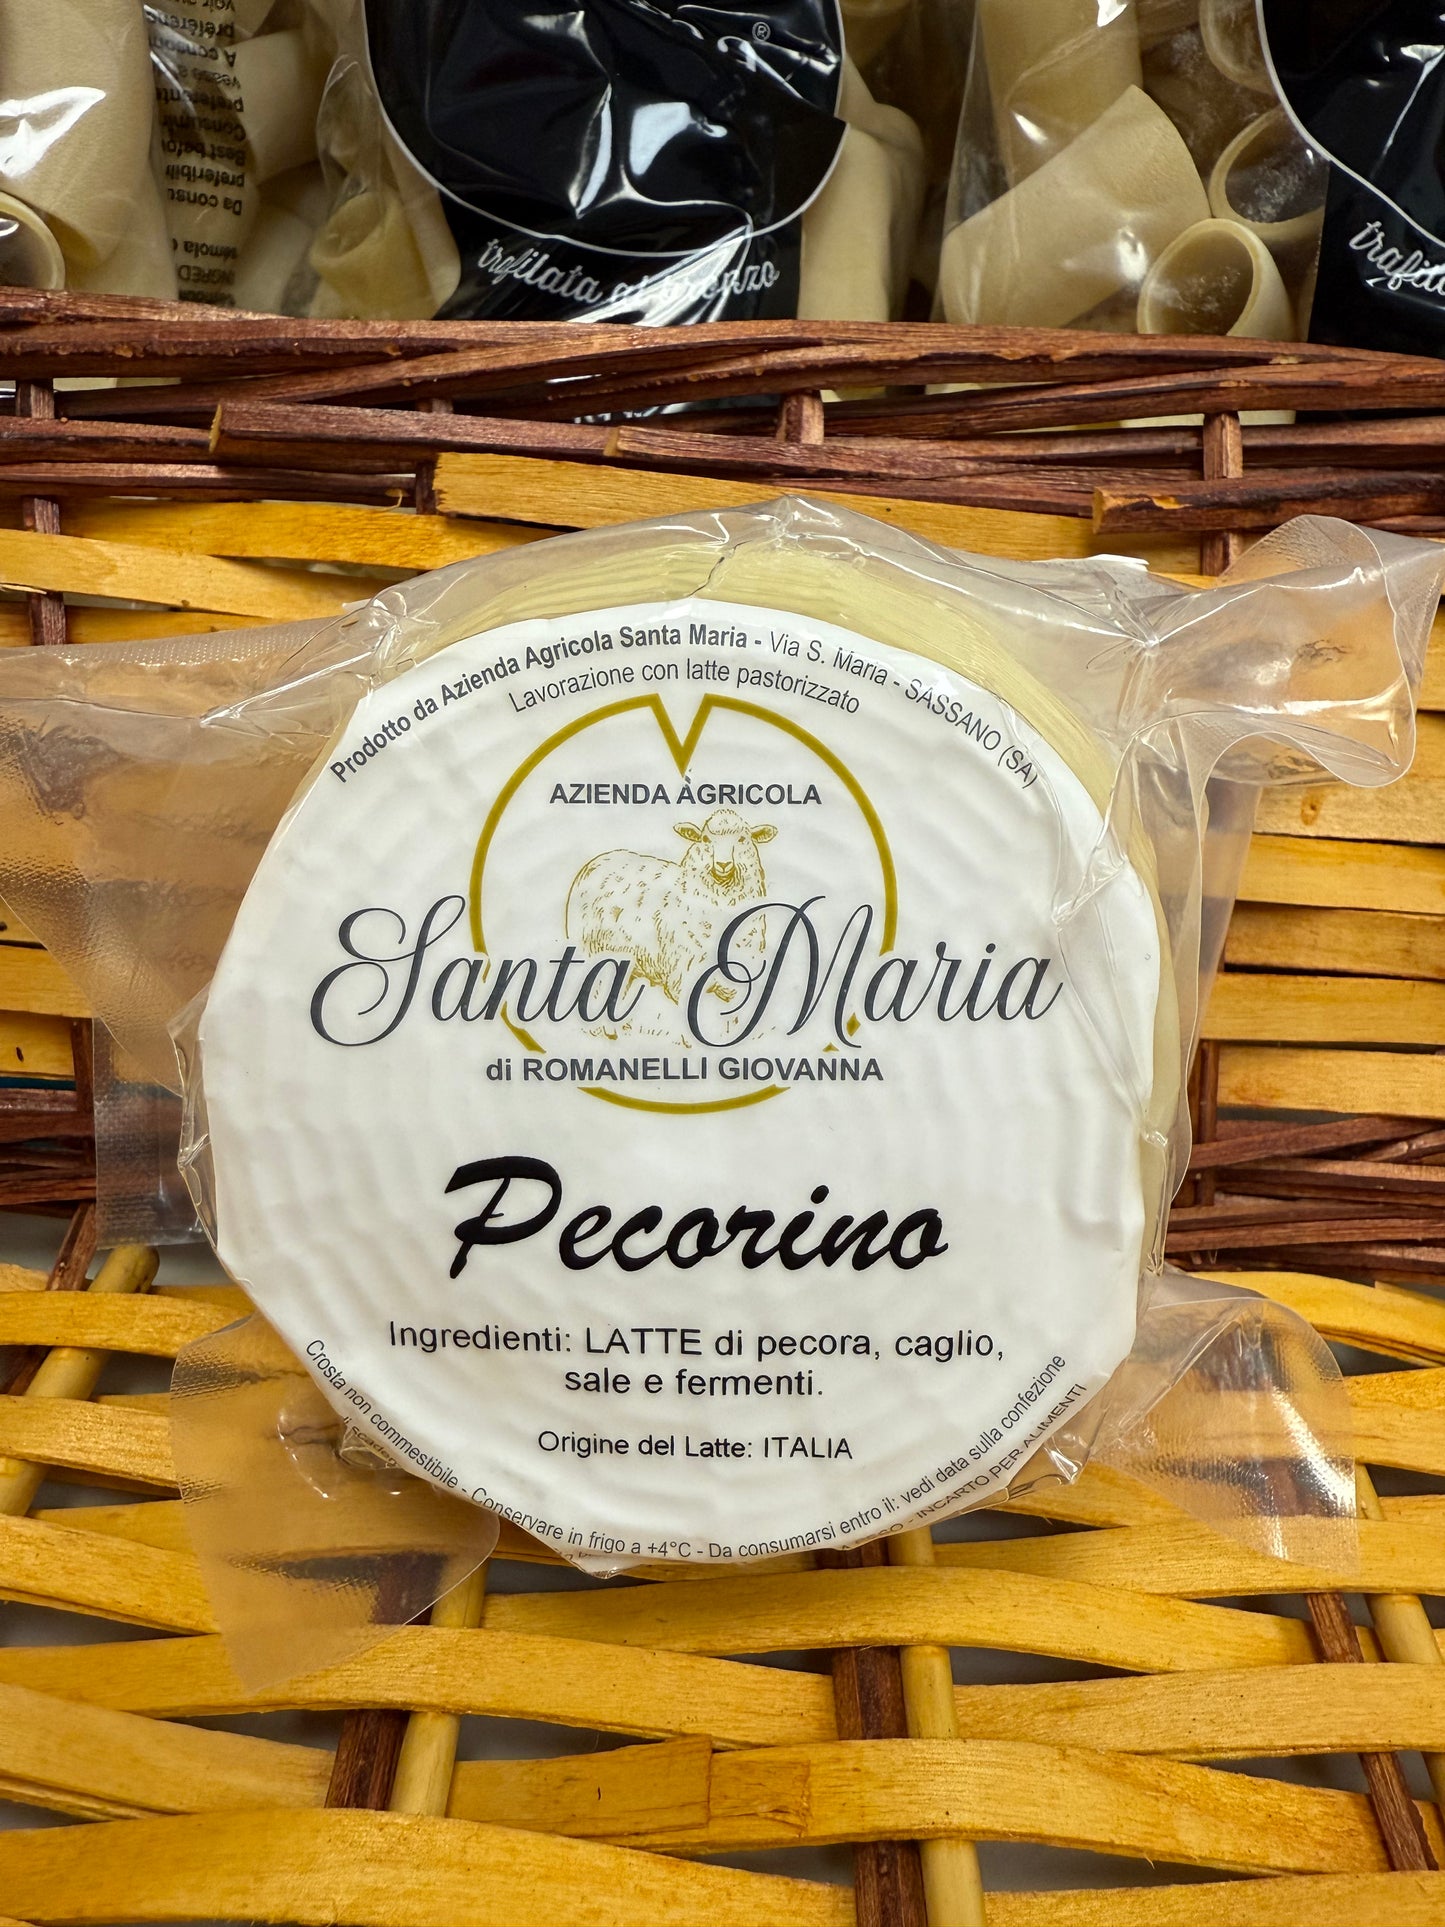 ®
trafilata al bronzo
Prodotto da Azienda Agricola Santa Maria - Via S. Maria - SASSANO (SA)
Lavorazione con latte pastorizzato
AZIENDA AGRICOLA
Santa Maria
di ROMANELLI GIOVANNA
Pecorino
Ingredienti: LATTE di pecora, caglio,
sale e fermenti.
Origine del Latte: ITALIA
Crosta non commestibile - Conservare in frigo a +4°C - Da consumarsi entro il: vedi data sulla confezione
INCARTO PER ALIMENTI